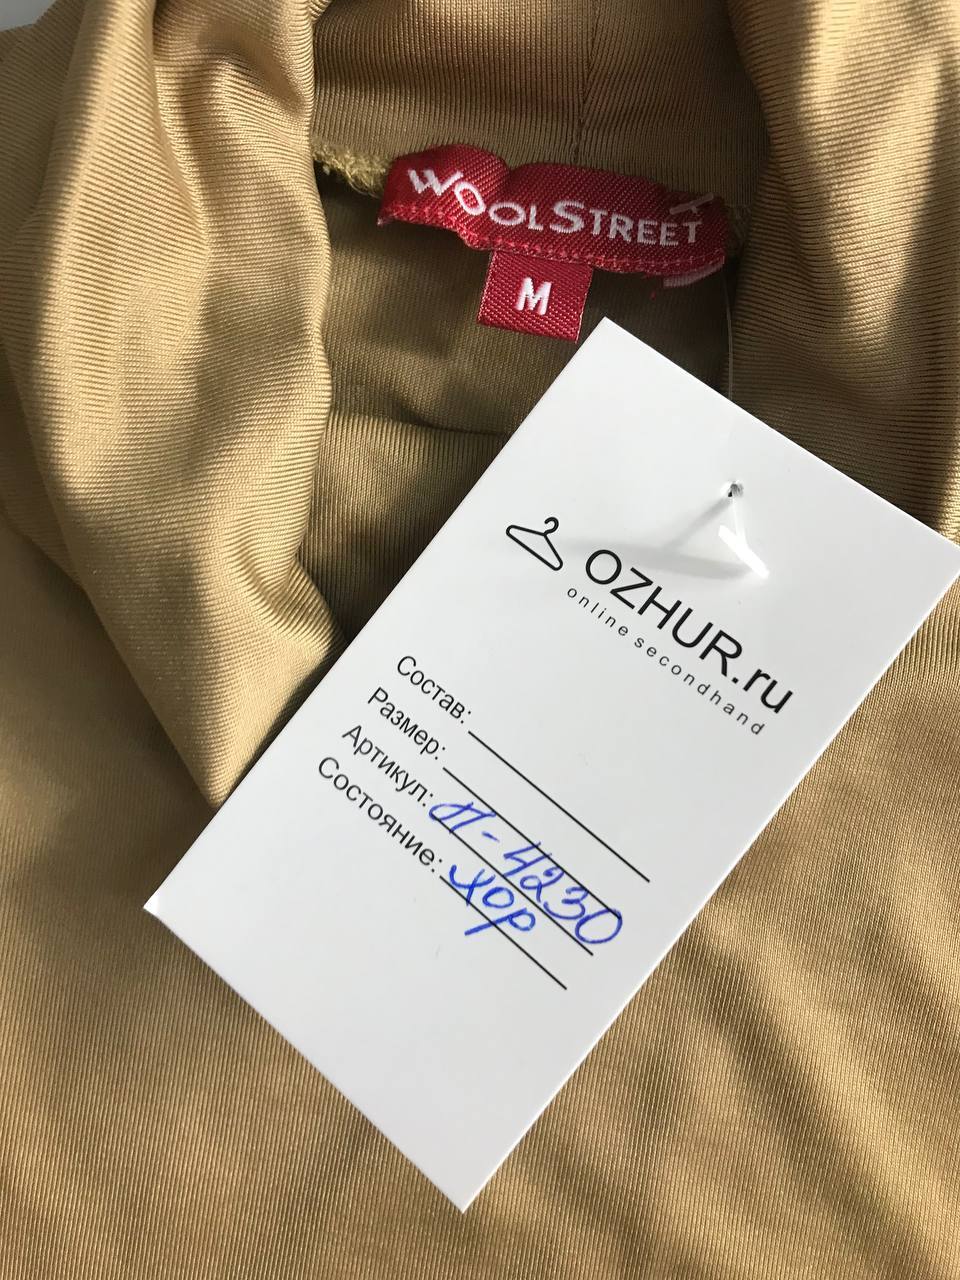 WOOLSTREET
M
OZHUR.ru
online secondhand
Состав:
Размер:
Артикул: П-4230
Состояние: хор